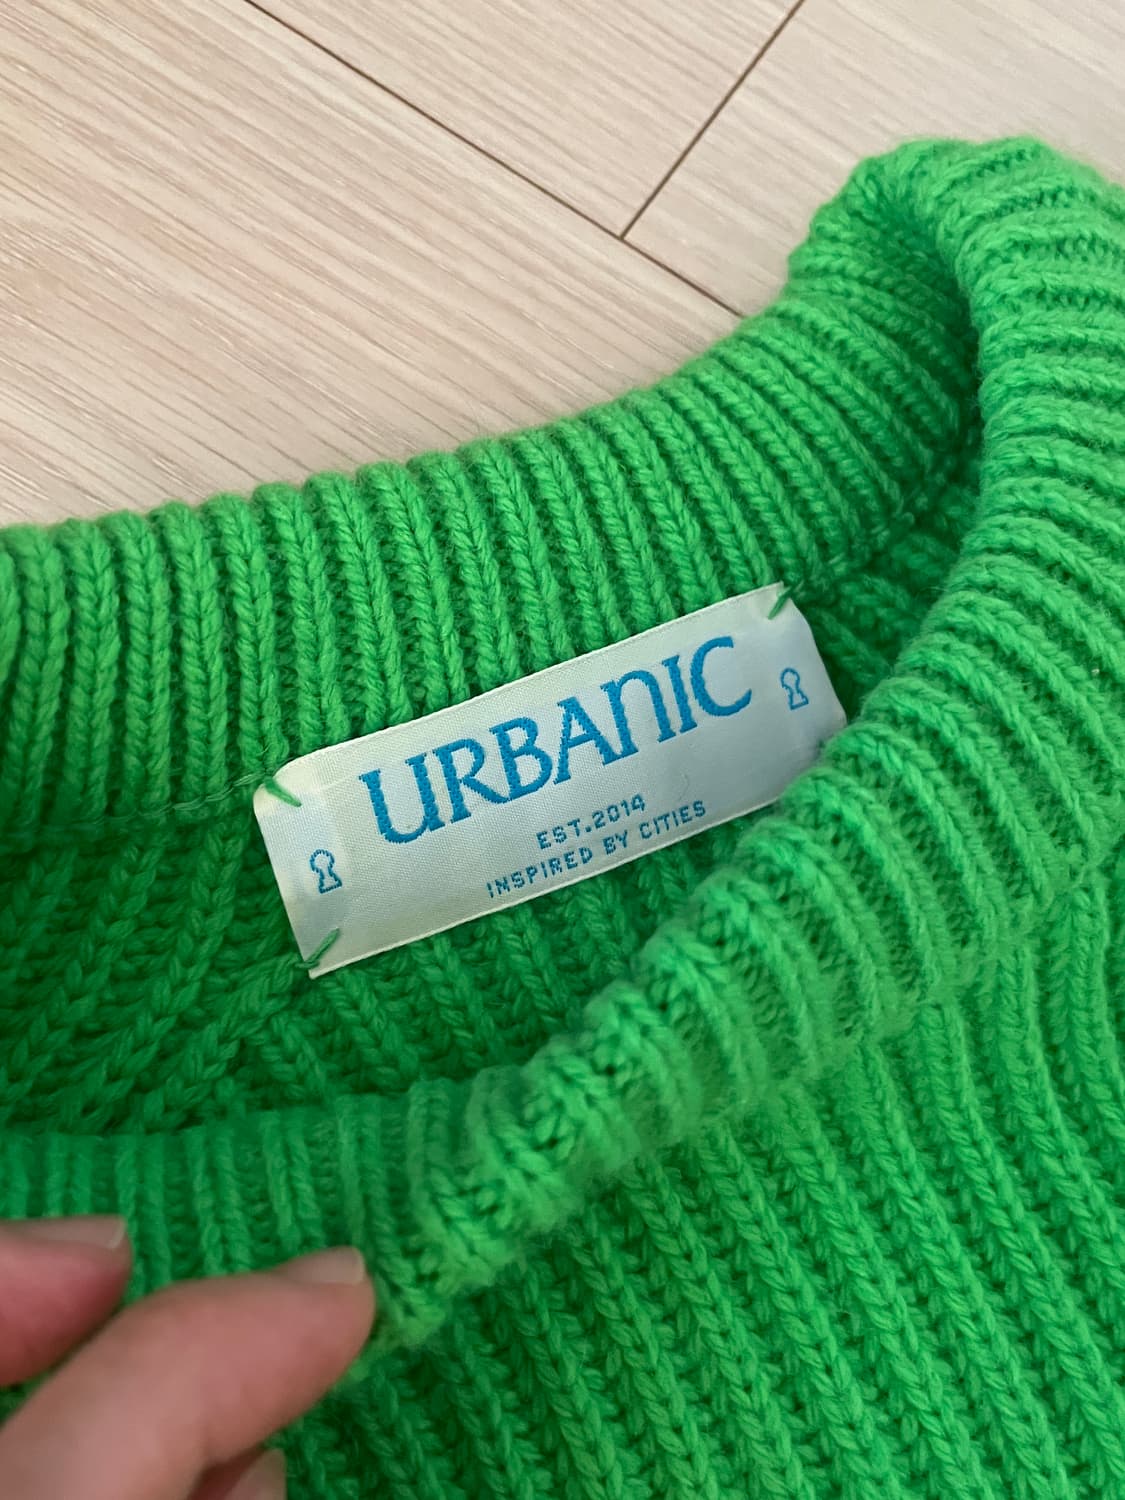 URBANIC
EST.2014
INSPIRED BY CITIES